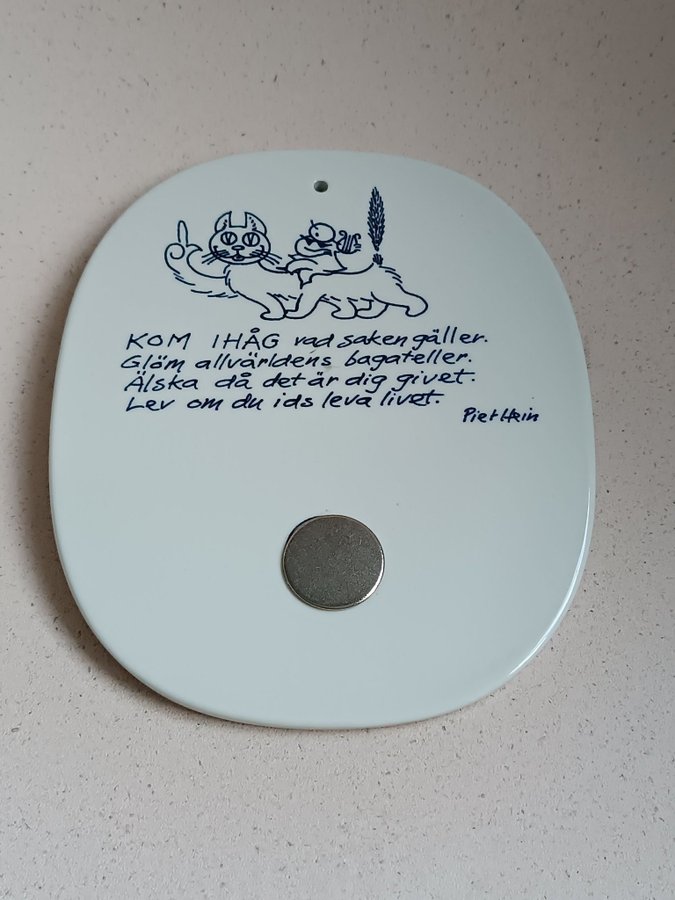 KOM IHÅG vad saken gäller.
Glöm allvärldens bagateller.
Älska då det är dig givet.
Lev om du ids leva livet.
Piet Hein